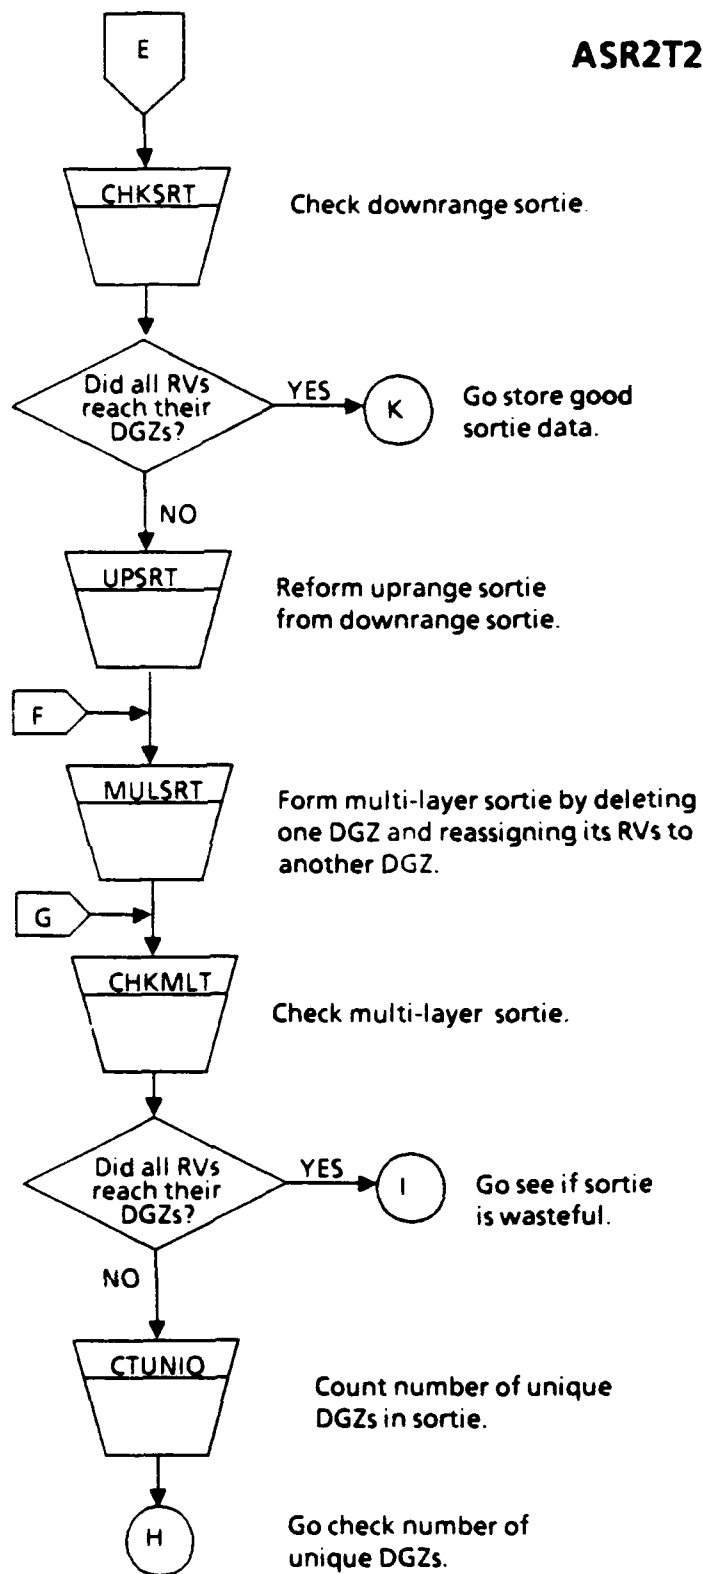 E
ASR2T2
CHKSRT
Check downrange sortie.
Did all RVs
reach their
DGZs?
YES
K
Go store good
sortie data.
NO
UPSRT
Reform uprange sortie
from downrange sortie.
F
MULSRT
Form multi-layer sortie by deleting
one DGZ and reassigning its RVs to
another DGZ.
G
CHKMLT
Check multi-layer sortie.
Did all RVs
reach their
DGZs?
YES
I
Go see if sortie
is wasteful.
NO
CTUNIQ
Count number of unique
DGZs in sortie.
H
Go check number of
unique DGZs.